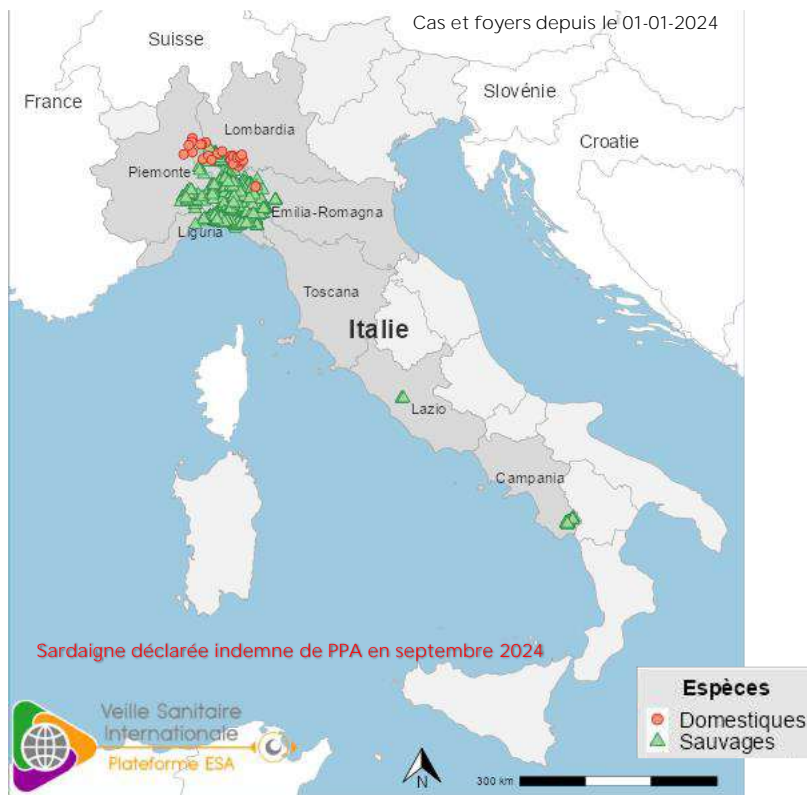 Cas et foyers depuis le 01-01-2024
Suisse
Slovénie
France
Lombardia
Croatie
Piemonte
Emilia-Romagna
Liguria
Toscana
Italie
Lazio
Campania
Sardaigne déclarée indemne de PPA en septembre 2024
Espèces
Domestiques
Sauvages
Veille Sanitaire
Internationale
Plateforme ESA
N
300 km